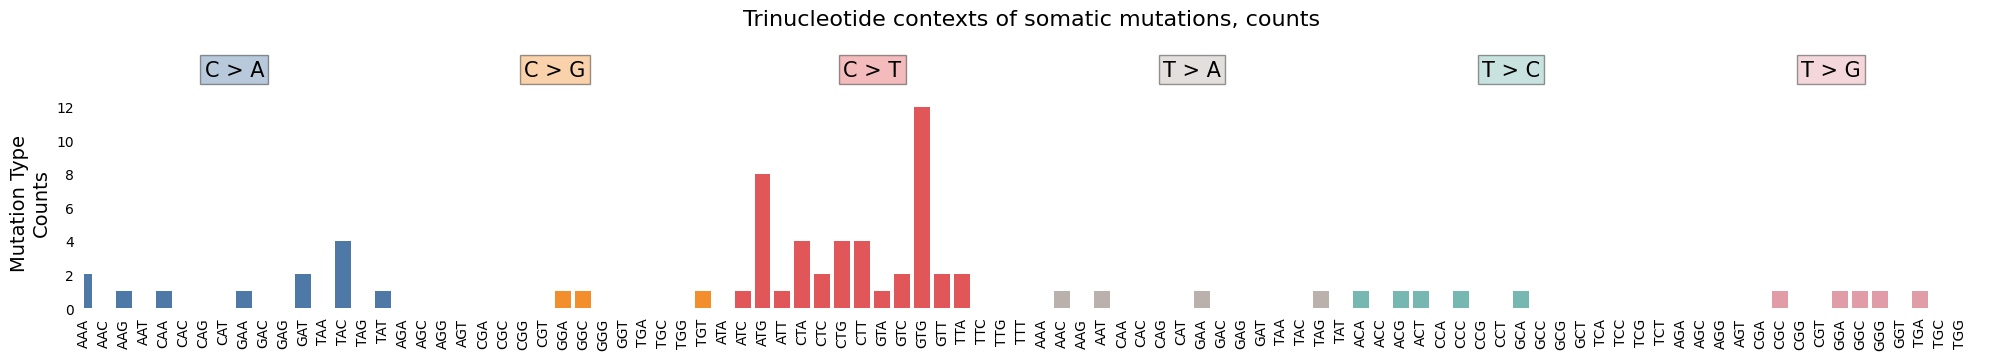 Trinucleotide contexts of somatic mutations, counts
C > A
C > G
C > T
T > A
T > C
T > G
Mutation Type
Counts
12
10
8
6
4
2
0
AAA
AAC
AAG
AAT
CAA
CAC
CAG
CAT
GAA
GAC
GAG
GAT
TAA
TAC
TAG
TAT
AGA
AGC
AGG
AGT
CGA
CGC
CGG
CGT
GGA
GGC
GGG
GGT
TGA
TGC
TGG
TGT
ATA
ATC
ATG
ATT
CTA
CTC
CTG
CTT
GTA
GTC
GTG
GTT
TTA
TTC
TTG
TTT
AAA
AAC
AAG
AAT
CAA
CAC
CAG
CAT
GAA
GAC
GAG
GAT
TAA
TAC
TAG
TAT
ACA
ACC
ACG
ACT
CCA
CCC
CCG
CCT
GCA
GCC
GCG
GCT
TCA
TCC
TCG
TCT
AGA
AGC
AGG
AGT
CGA
CGC
CGG
CGT
GGA
GGC
GGG
GGT
TGA
TGC
TGG